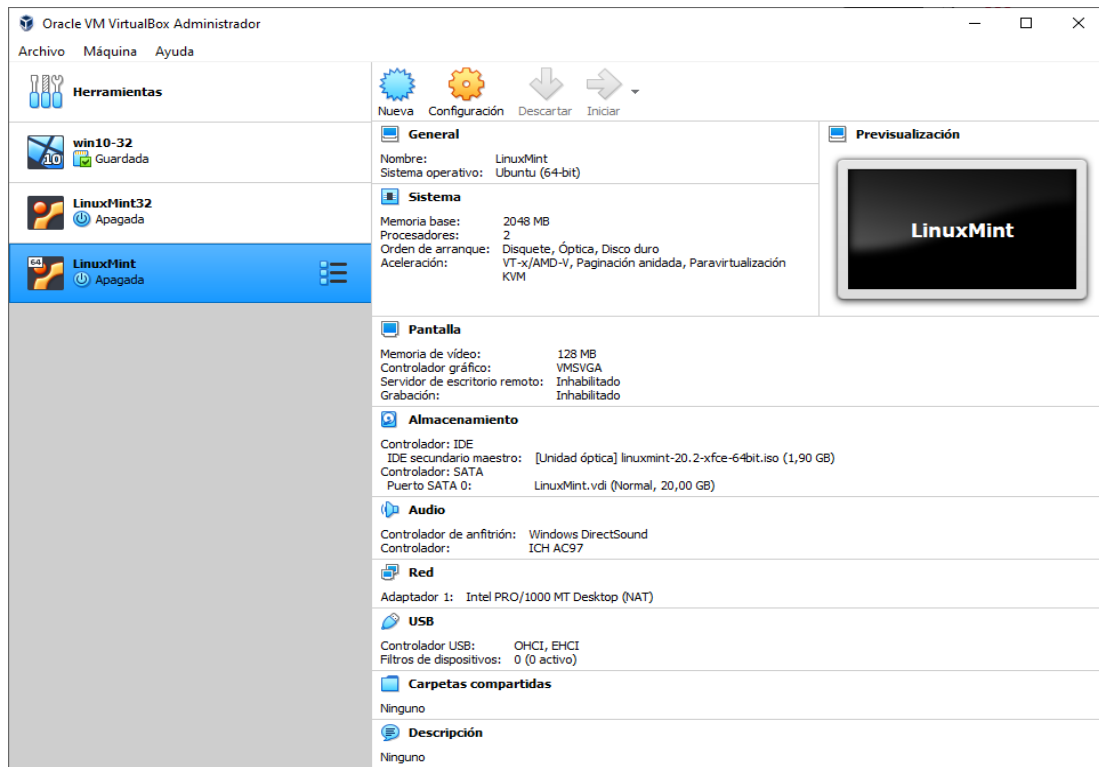 Oracle VM VirtualBox Administrador
Archivo Máquina Ayuda
Herramientas
win10-32
10
Guardada
LinuxMint32
Apagada
64
LinuxMint
Apagada
Nueva Configuración Descartar Iniciar
General
Nombre: LinuxMint
Sistema operativo: Ubuntu (64-bit)
Previsualización
LinuxMint
Sistema
Memoria base: 2048 MB
Procesadores: 2
Orden de arranque: Disquete, Óptica, Disco duro
Aceleración: VT-x/AMD-V, Paginación anidada, Paravirtualización
KVM
Pantalla
Memoria de vídeo: 128 MB
Controlador gráfico: VMSVGA
Servidor de escritorio remoto: Inhabilitado
Grabación: Inhabilitado
Almacenamiento
Controlador: IDE
IDE secundario maestro: [Unidad óptica] linuxmint-20.2-xfce-64bit.iso (1,90 GB)
Controlador: SATA
Puerto SATA 0: LinuxMint.vdi (Normal, 20,00 GB)
Audio
Controlador de anfitrión: Windows DirectSound
Controlador: ICH AC97
Red
Adaptador 1: Intel PRO/1000 MT Desktop (NAT)
USB
Controlador USB: OHCI, EHCI
Filtros de dispositivos: 0 (0 activo)
Carpetas compartidas
Ninguno
Descripción
Ninguno